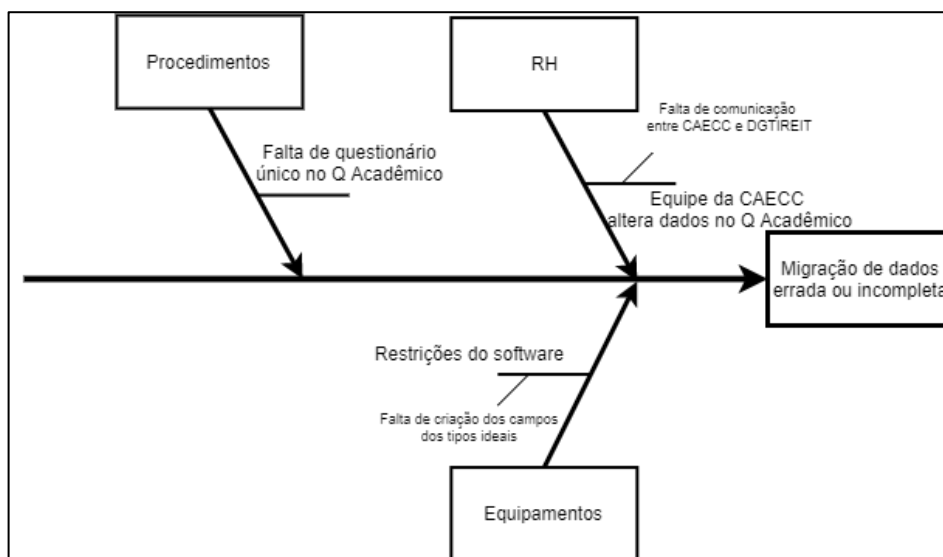 Procedimentos
RH
Falta de comunicação
entre CAECC e DGTIREIT
Falta de questionário
único no Q Acadêmico
Equipe da CAECC
altera dados no Q Acadêmico
Migração de dados
errada ou incompleta
Restrições do software
Falta de criação dos campos
dos tipos ideais
Equipamentos